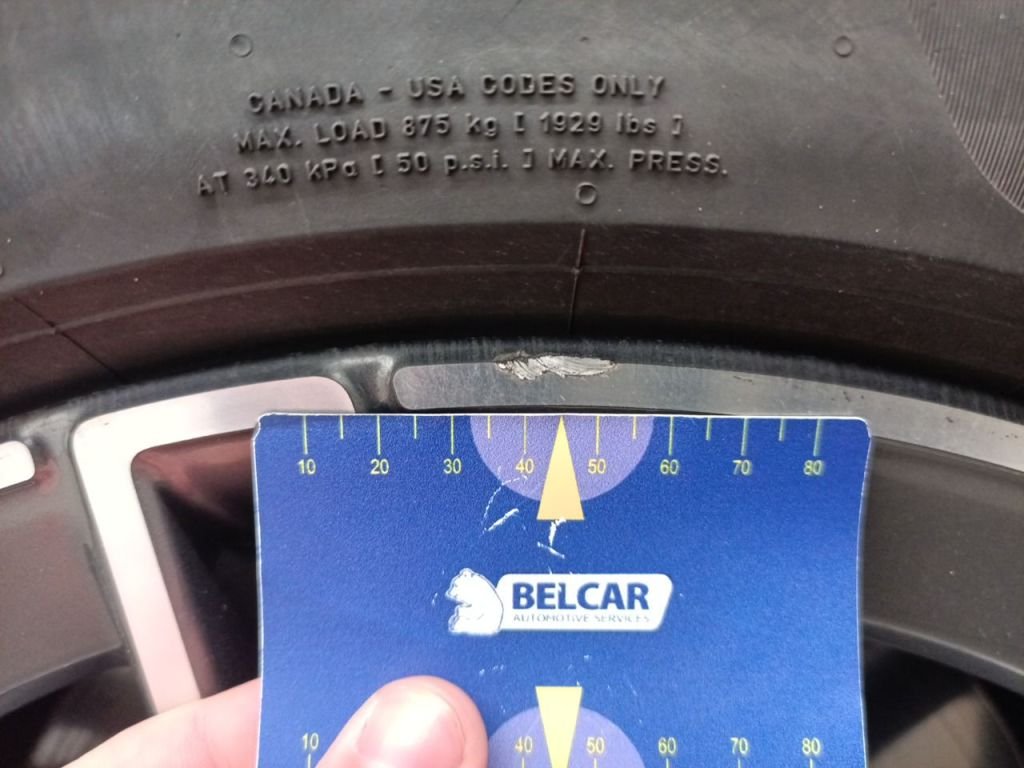 CANADA - USA CODES ONLY
MAX. LOAD 875 kg [ 1929 lbs ]
AT 340 kPa [ 50 p.s.i. ] MAX. PRESS.
10 20 30 40 50 60 70 80
BELCAR
AUTOMOTIVE SERVICES
10 40 50 60 70 80